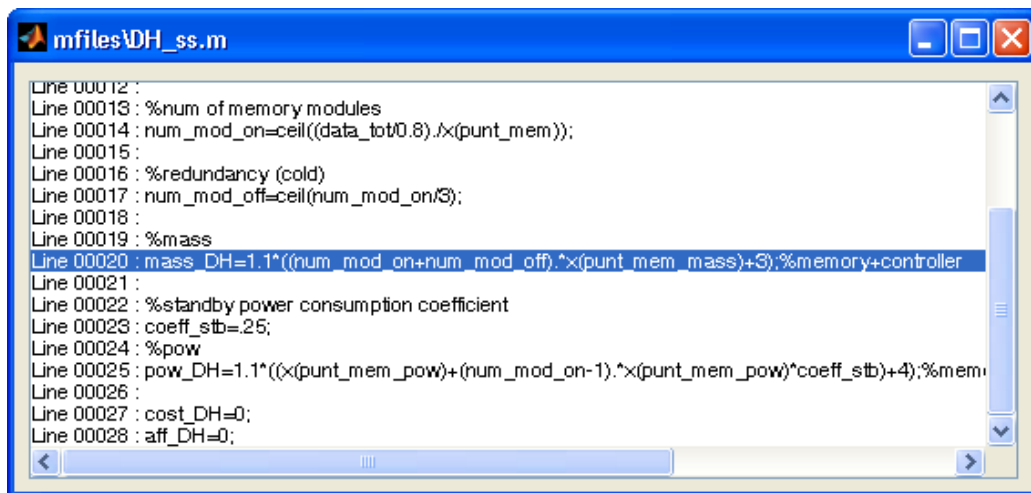 mfiles\DH_ss.m
Line 00012 :
Line 00013 : %num of memory modules
Line 00014 : num_mod_on=ceil((data_tot/0.8)./x(punt_mem));
Line 00015 :
Line 00016 : %redundancy (cold)
Line 00017 : num_mod_off=ceil(num_mod_on/3);
Line 00018 :
Line 00019 : %mass
Line 00020 : mass_DH=1.1*((num_mod_on+num_mod_off).*x(punt_mem_mass)+3);%memory+controller
Line 00021 :
Line 00022 : %standby power consumption coefficient
Line 00023 : coeff_stb=.25;
Line 00024 : %pow
Line 00025 : pow_DH=1.1*((x(punt_mem_pow)+(num_mod_on-1).*x(punt_mem_pow)*coeff_stb)+4);%mem
Line 00026 :
Line 00027 : cost_DH=0;
Line 00028 : aff_DH=0;